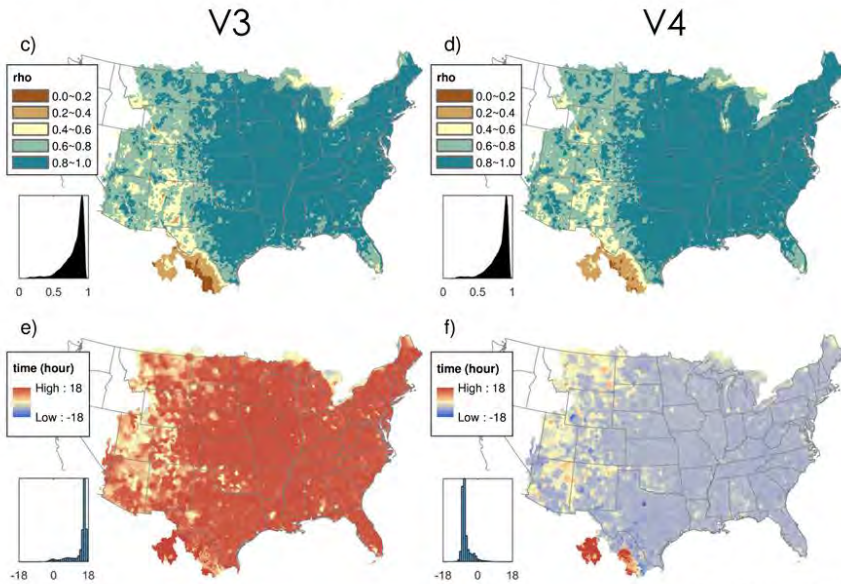 V3
V4
c)
d)
rho
0.0~0.2
0.2~0.4
0.4~0.6
0.6~0.8
0.8~1.0
rho
0.0~0.2
0.2~0.4
0.4~0.6
0.6~0.8
0.8~1.0
0 0.5 1
0 0.5 1
e)
f)
time (hour)
High : 18
Low : -18
time (hour)
High : 18
Low : -18
-18 0 18
-18 0 18